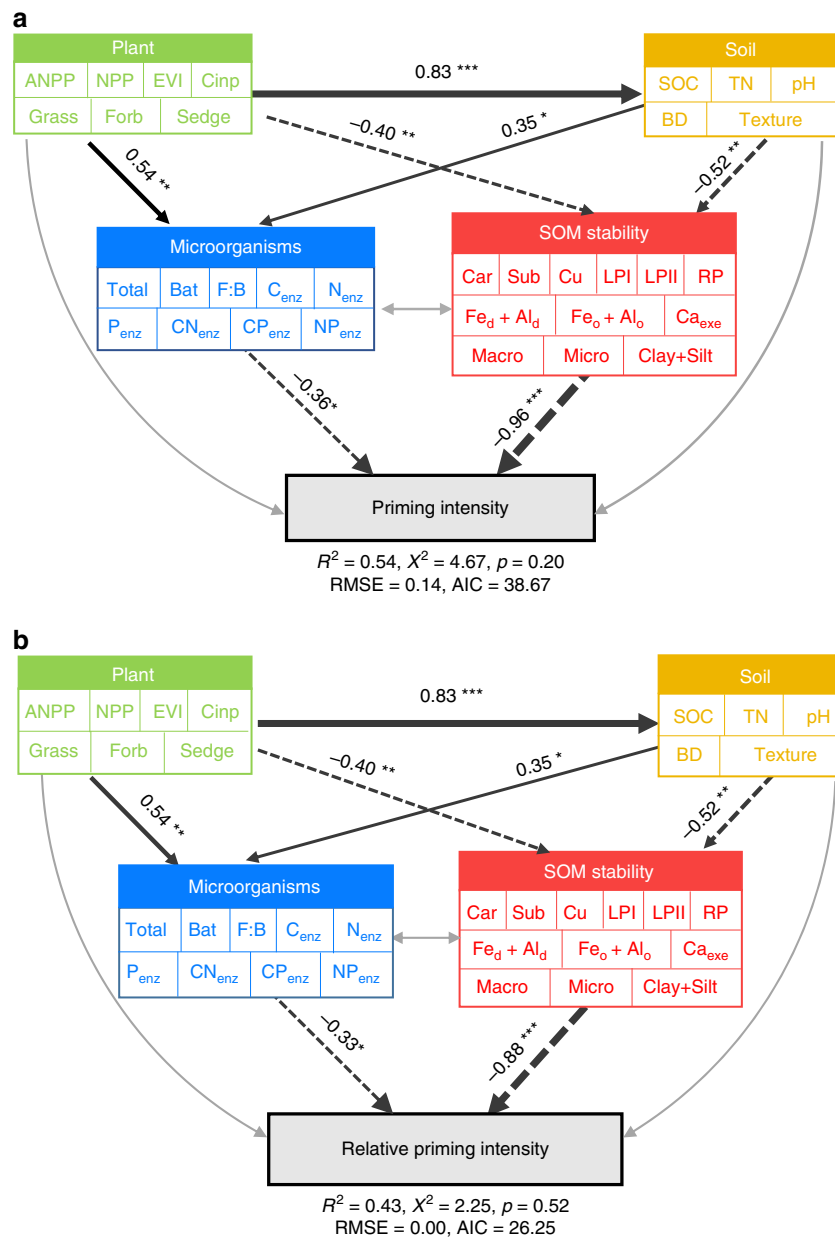 a
Plant
Soil
ANPP NPP EVI Cinp
0.83 ***
SOC TN pH
Grass Forb Sedge
BD Texture
−0.40 **
0.35 *
0.54 **
−0.52 **
Microorganisms
SOM stability
Total Bat F:B Cenz Nenz
Car Sub Cu LPI LPII RP
Penz CNenz CPenz NPenz
Fed + Ald Feo + Alo Caexe
Macro Micro Clay+Silt
−0.36*
−0.96 ***
Priming intensity
R² = 0.54, X² = 4.67, p = 0.20
RMSE = 0.14, AIC = 38.67
b
Plant
Soil
ANPP NPP EVI Cinp
0.83 ***
SOC TN pH
Grass Forb Sedge
BD Texture
−0.40 **
0.35 *
0.54 **
−0.52 **
Microorganisms
SOM stability
Total Bat F:B Cenz Nenz
Car Sub Cu LPI LPII RP
Penz CNenz CPenz NPenz
Fed + Ald Feo + Alo Caexe
Macro Micro Clay+Silt
−0.33*
−0.88 ***
Relative priming intensity
R² = 0.43, X² = 2.25, p = 0.52
RMSE = 0.00, AIC = 26.25